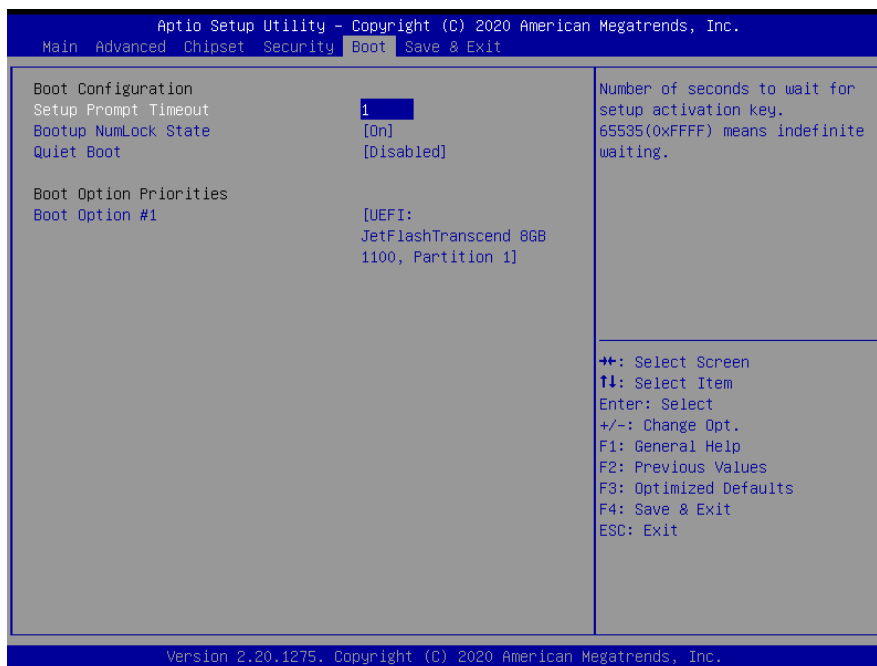 Aptio Setup Utility – Copyright (C) 2020 American Megatrends, Inc.
Main Advanced Chipset Security Boot Save & Exit
Boot Configuration
Setup Prompt Timeout 1
Bootup NumLock State [On]
Quiet Boot [Disabled]
Boot Option Priorities
Boot Option #1 [UEFI:
JetFlashTranscend 8GB
1100, Partition 1]
Number of seconds to wait for
setup activation key.
65535(0xFFFF) means indefinite
waiting.
→←: Select Screen
↑↓: Select Item
Enter: Select
+/-: Change Opt.
F1: General Help
F2: Previous Values
F3: Optimized Defaults
F4: Save & Exit
ESC: Exit
Version 2.20.1275. Copyright (C) 2020 American Megatrends, Inc.